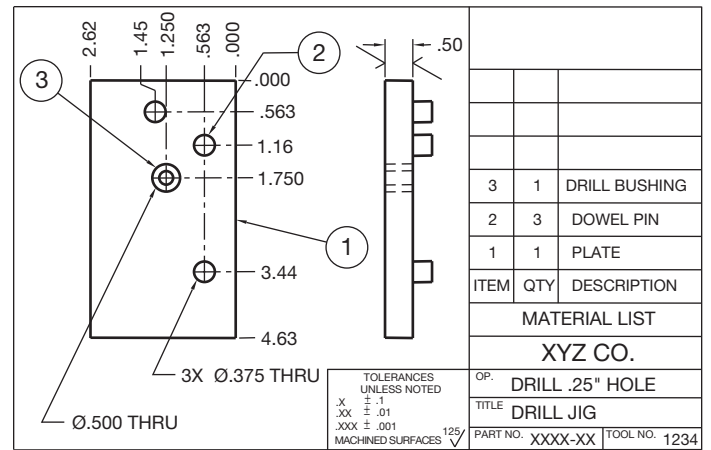 2.62
1.45
1.250
.563
.000
.50
2
3
.000
.563
1.16
1.750
1
3.44
4.63
3X Ø.375 THRU
Ø.500 THRU
3 1 DRILL BUSHING
2 3 DOWEL PIN
1 1 PLATE
ITEM QTY DESCRIPTION
MATERIAL LIST
XYZ CO.
OP. DRILL .25" HOLE
TITLE DRILL JIG
PART NO. XXXX-XX TOOL NO. 1234
TOLERANCES
UNLESS NOTED
.X ± .1
.XX ± .01
.XXX ± .001
MACHINED SURFACES 125